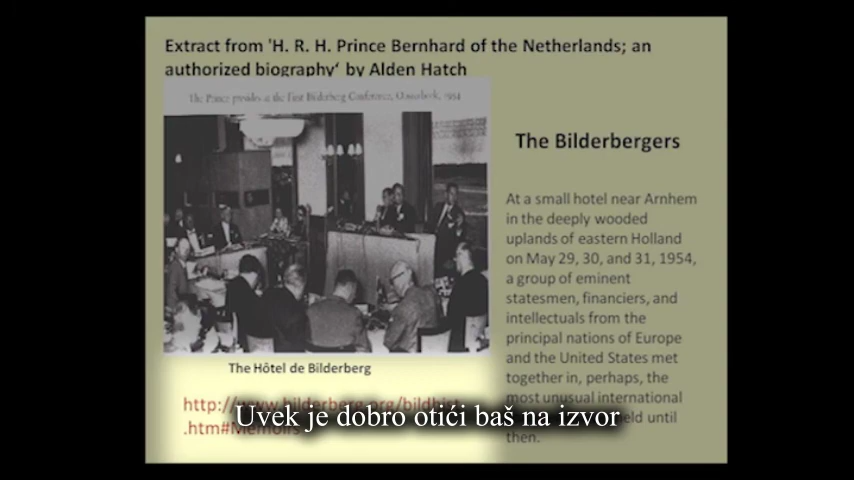 Extract from 'H. R. H. Prince Bernhard of the Netherlands; an
authorized biography‘ by Alden Hatch
The Prince presides at the First Bilderberg Conference, Oosterbeek, 1954
The Bilderbergers
At a small hotel near Arnhem
in the deeply wooded
uplands of eastern Holland
on May 29, 30, and 31, 1954,
a group of eminent
statesmen, financiers, and
intellectuals from the
principal nations of Europe
and the United States met
together in, perhaps, the
most unusual international
until
then.
The Hôtel de Bilderberg
http://www.bilderberg.org/bildhist
.htm#Memoirs
Uvek je dobro otići baš na izvor